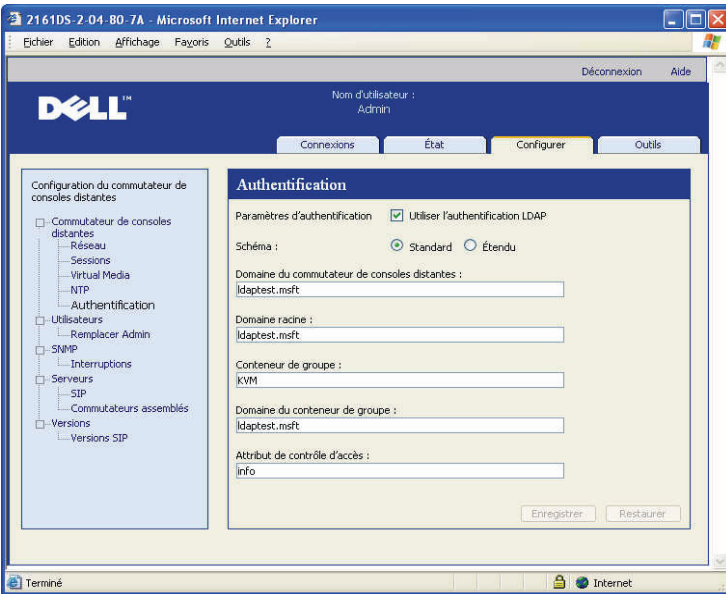 2161DS-2-04-80-7A - Microsoft Internet Explorer
Fichier Edition Affichage Favoris Outils ?
Déconnexion Aide
DELL™
Nom d'utilisateur :
Admin
Connexions État Configurer Outils
Configuration du commutateur de
consoles distantes
Commutateur de consoles
distantes
Réseau
Sessions
Virtual Media
NTP
Authentification
Utilisateurs
Remplacer Admin
SNMP
Interruptions
Serveurs
SIP
Commutateurs assemblés
Versions
Versions SIP
Authentification
Paramètres d'authentification Utiliser l'authentification LDAP
Schéma : Standard Étendu
Domaine du commutateur de consoles distantes :
ldaptest.msft
Domaine racine :
ldaptest.msft
Conteneur de groupe :
KVM
Domaine du conteneur de groupe :
ldaptest.msft
Attribut de contrôle d'accès :
info
Enregistrer Restaurer
Terminé Internet